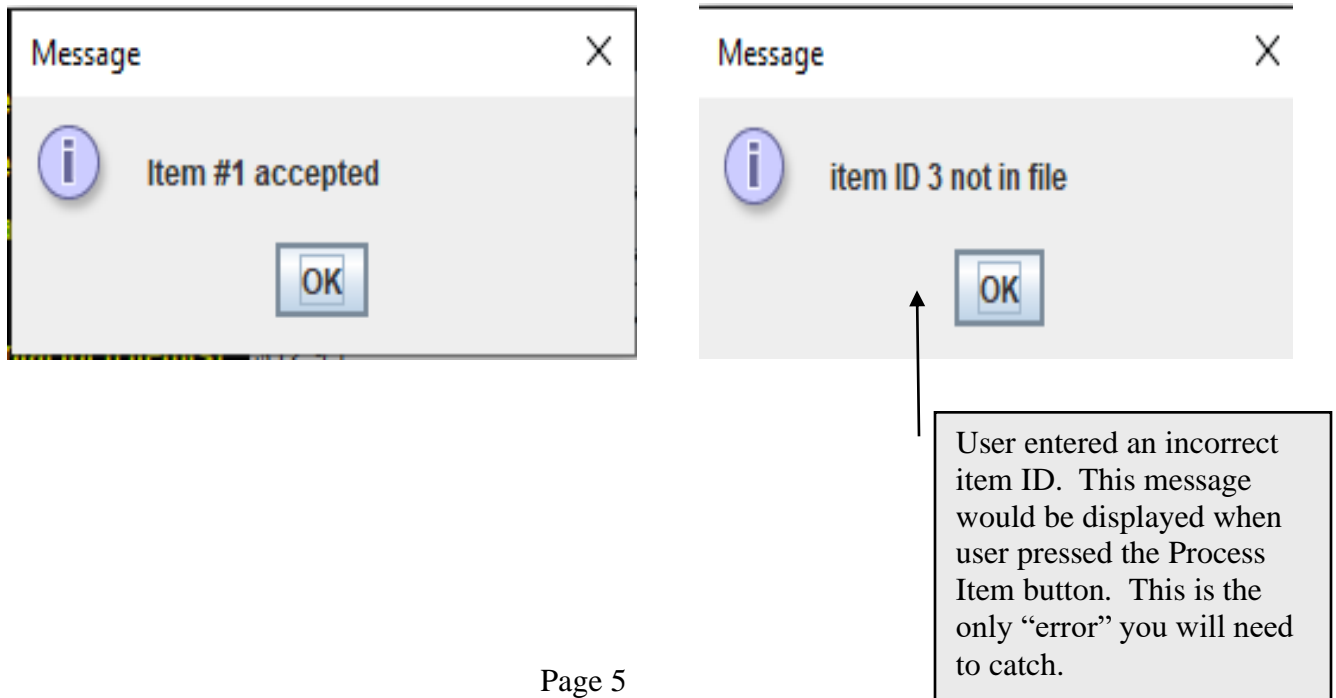 Message
Item #1 accepted
OK
Message
item ID 3 not in file
OK
User entered an incorrect
item ID. This message
would be displayed when
user pressed the Process
Item button. This is the
only “error” you will need
to catch.
Page 5